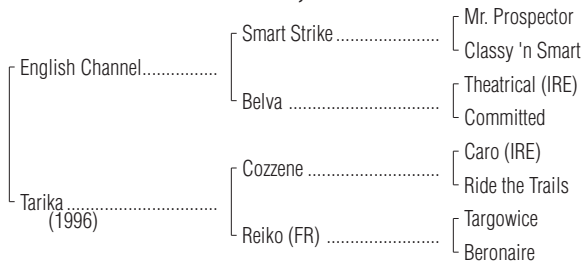 Mr. Prospector
Smart Strike ....................
Classy 'n Smart
English Channel...............
Theatrical (IRE)
Belva .............................
Committed
Caro (IRE)
Cozzene .........................
Ride the Trails
Tarika..............................
(1996)
Targowice
Reiko (FR) ......................
Beronaire